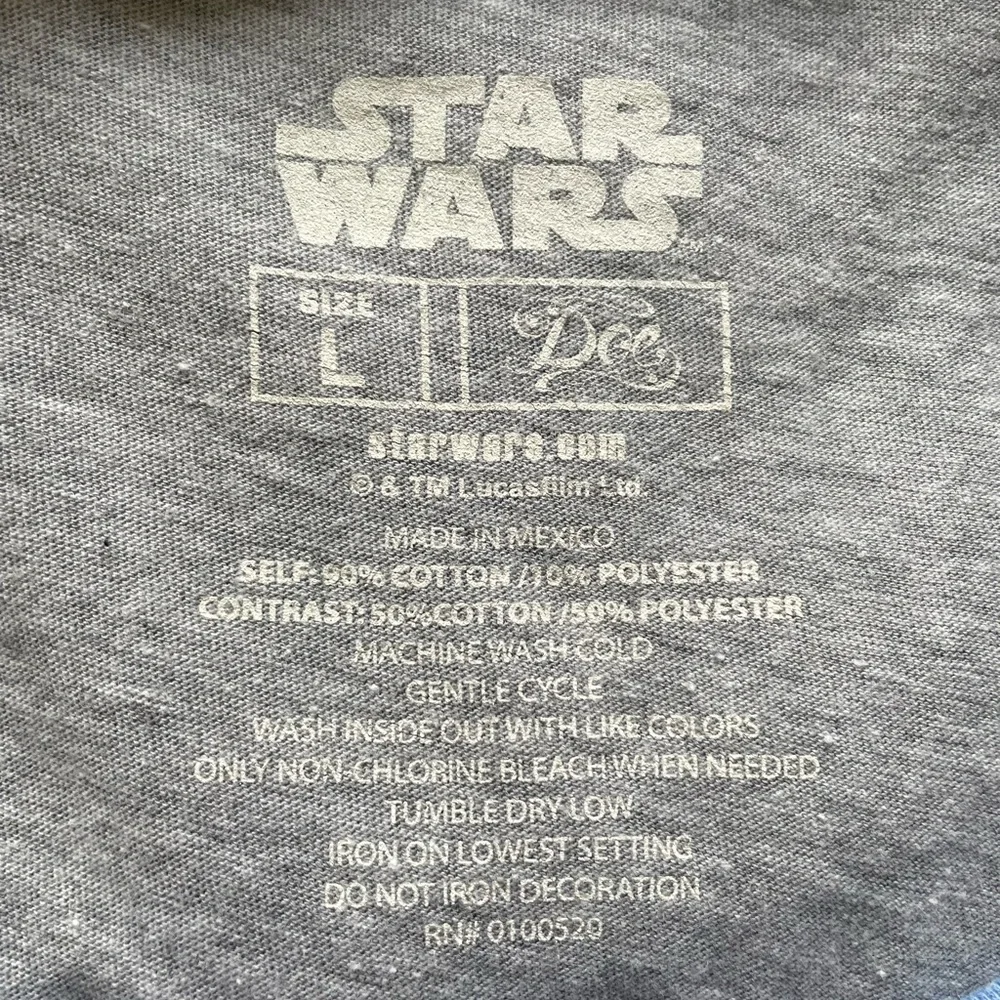 STAR
WARS
SIZE
L
Doe
starwars.com
© & TM Lucasfilm Ltd.
MADE IN MEXICO
SELF: 90% COTTON / 10% POLYESTER
CONTRAST: 50% COTTON / 50% POLYESTER
MACHINE WASH COLD
GENTLE CYCLE
WASH INSIDE OUT WITH LIKE COLORS
ONLY NON-CHLORINE BLEACH WHEN NEEDED
TUMBLE DRY LOW
IRON ON LOWEST SETTING
DO NOT IRON DECORATION
RN# 0100520